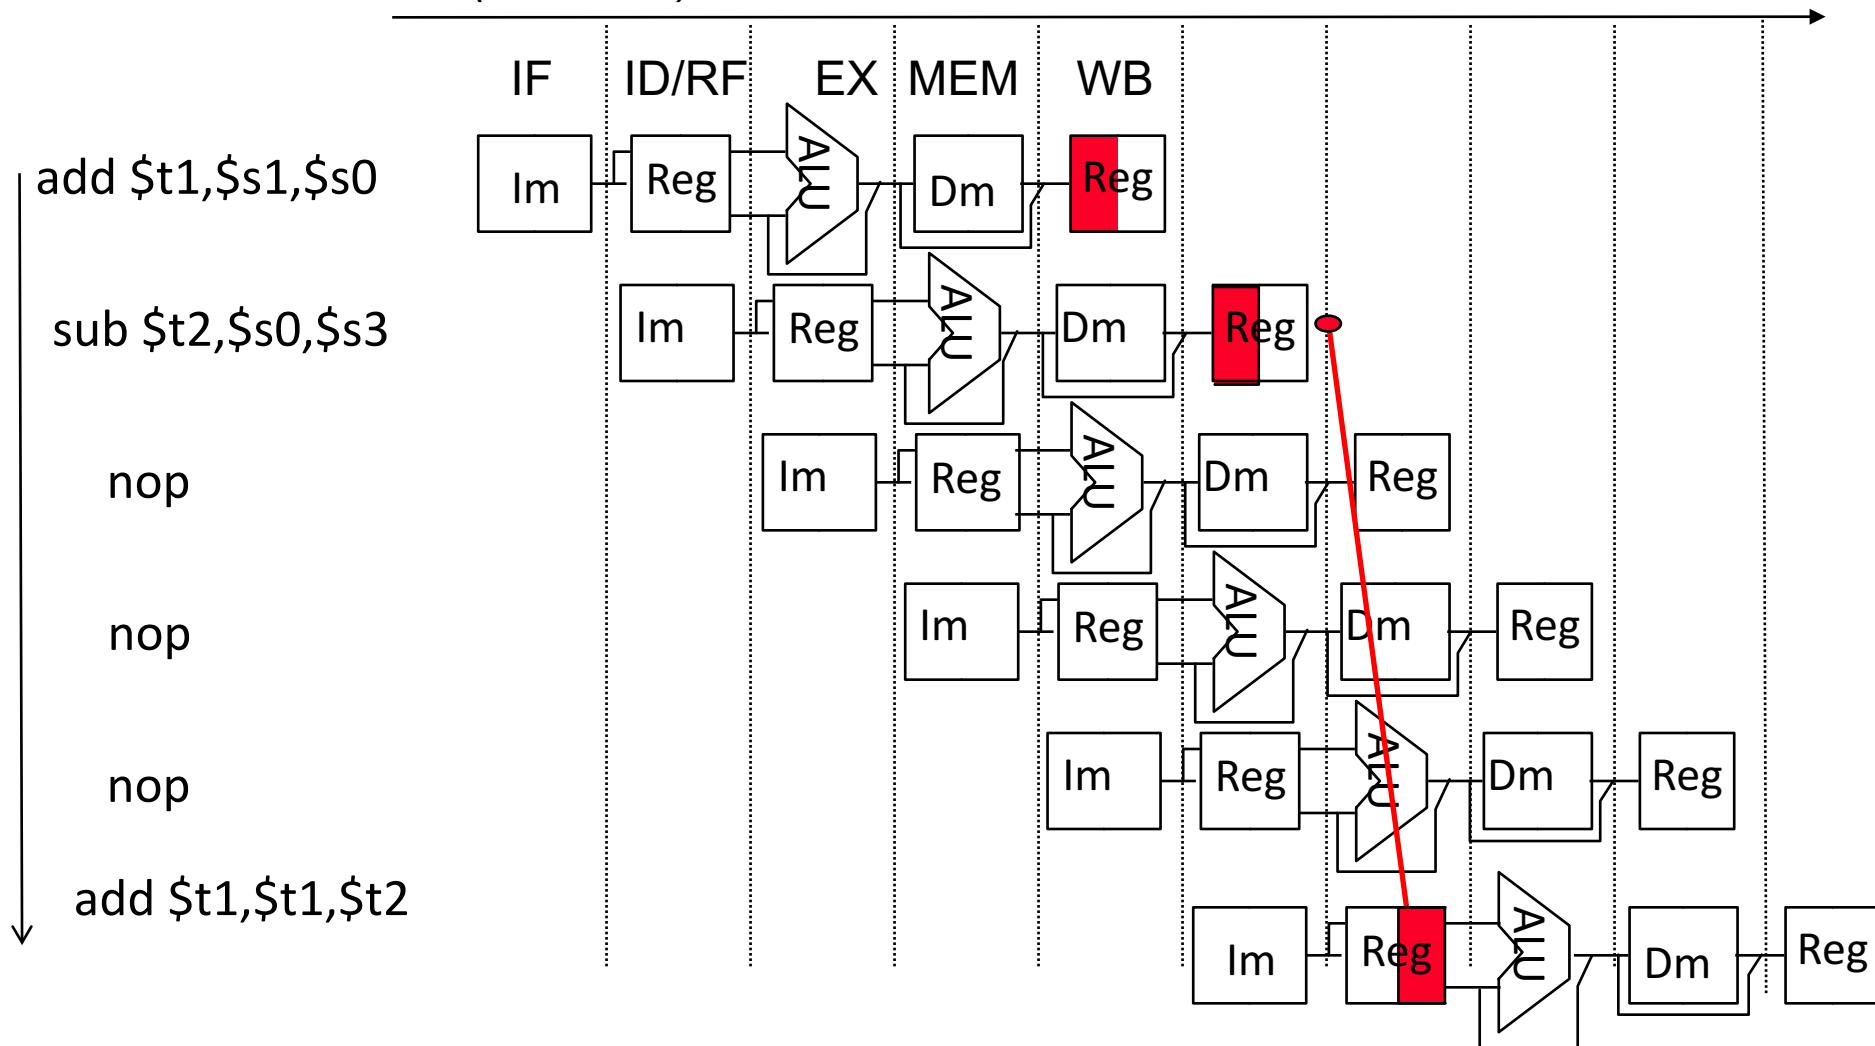 IF ID/RF EX MEM WB
add $t1,$s1,$s0 Im Reg ALU Dm Reg
sub $t2,$s0,$s3 Im Reg ALU Dm Reg
nop Im Reg ALU Dm Reg
nop Im Reg ALU Dm Reg
nop Im Reg ALU Dm Reg
add $t1,$t1,$t2 Im Reg ALU Dm Reg